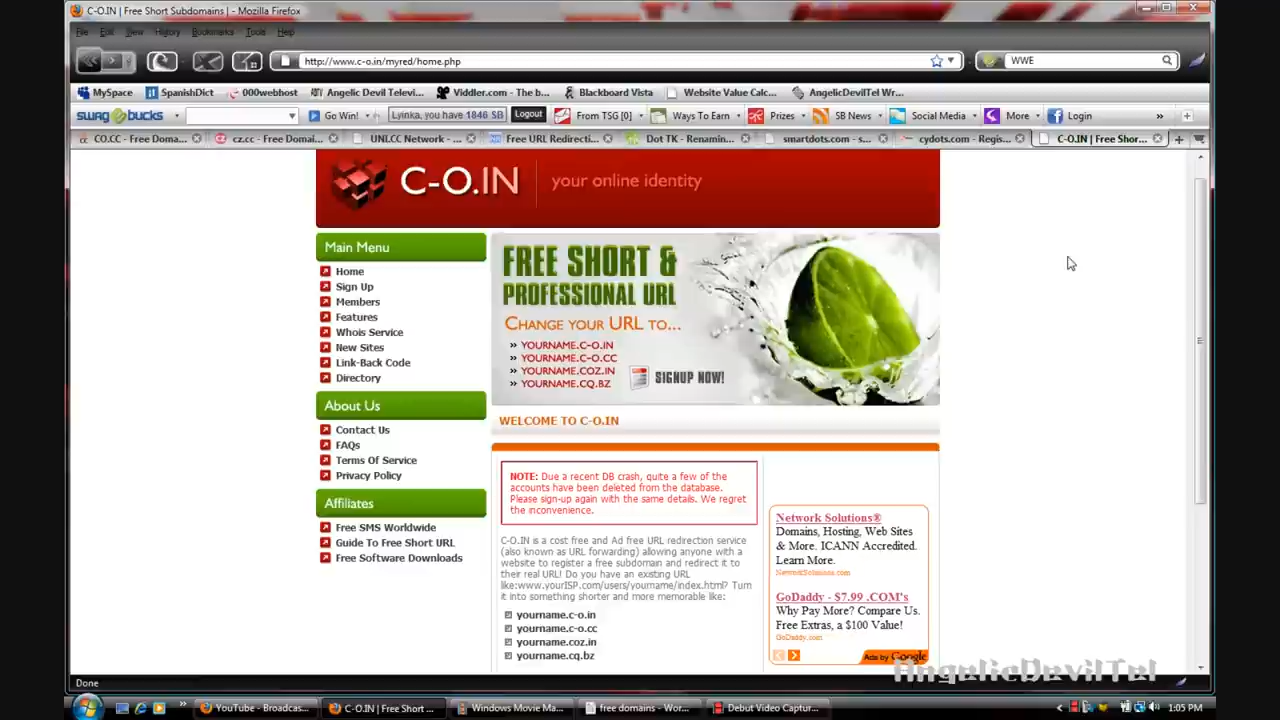 C-O.IN | Free Short Subdomains | - Mozilla Firefox
File Edit View History Bookmarks Tools Help
http://www.c-o.in/myred/home.php
WWE
MySpace SpanishDict 000webhost Angelic Devil Televi... Viddler.com - The b... Blackboard Vista Website Value Calc... AngelicDevilTel Wr...
swagbucks Go Win! Lyinka, you have 1846 SB Logout From TSG [0] Ways To Earn Prizes SB News Social Media More Login »
CO.CC - Free Doma... cz.cc - Free Doma... UNLCC Network - ... Free URL Redirecti... Dot TK - Renamin... smartdots.com - s... cydots.com - Regis... C-O.IN | Free Shor...
C-O.IN your online identity
Main Menu
Home
Sign Up
Members
Features
Whois Service
New Sites
Link-Back Code
Directory
About Us
Contact Us
FAQs
Terms Of Service
Privacy Policy
Affiliates
Free SMS Worldwide
Guide To Free Short URL
Free Software Downloads
FREE SHORT &
PROFESSIONAL URL
CHANGE YOUR URL TO...
» YOURNAME.C-O.IN
» YOURNAME.C-O.CC
» YOURNAME.COZ.IN
» YOURNAME.CQ.BZ
SIGNUP NOW!
WELCOME TO C-O.IN
NOTE: Due a recent DB crash, quite a few of the
accounts have been deleted from the database.
Please sign-up again with the same details. We regret
the inconvenience.
C-O.IN is a cost free and Ad free URL redirection service
(also known as URL forwarding) allowing anyone with a
website to register a free subdomain and redirect it to
their real URL! Do you have an existing URL
like:www.yourISP.com/users/yourname/index.html? Turn
it into something shorter and more memorable like:
yourname.c-o.in
yourname.c-o.cc
yourname.coz.in
yourname.cq.bz
Network Solutions®
Domains, Hosting, Web Sites
& More. ICANN Accredited.
Learn More.
NetworkSolutions.com
GoDaddy - $7.99 .COM's
Why Pay More? Compare Us.
Free Extras, a $100 Value!
GoDaddy.com
Ads by Google
AngelicDevilTel
Done
YouTube - Broadcas... C-O.IN | Free Short ... Windows Movie Ma... free domains - Wor... Debut Video Captur... 1:05 PM